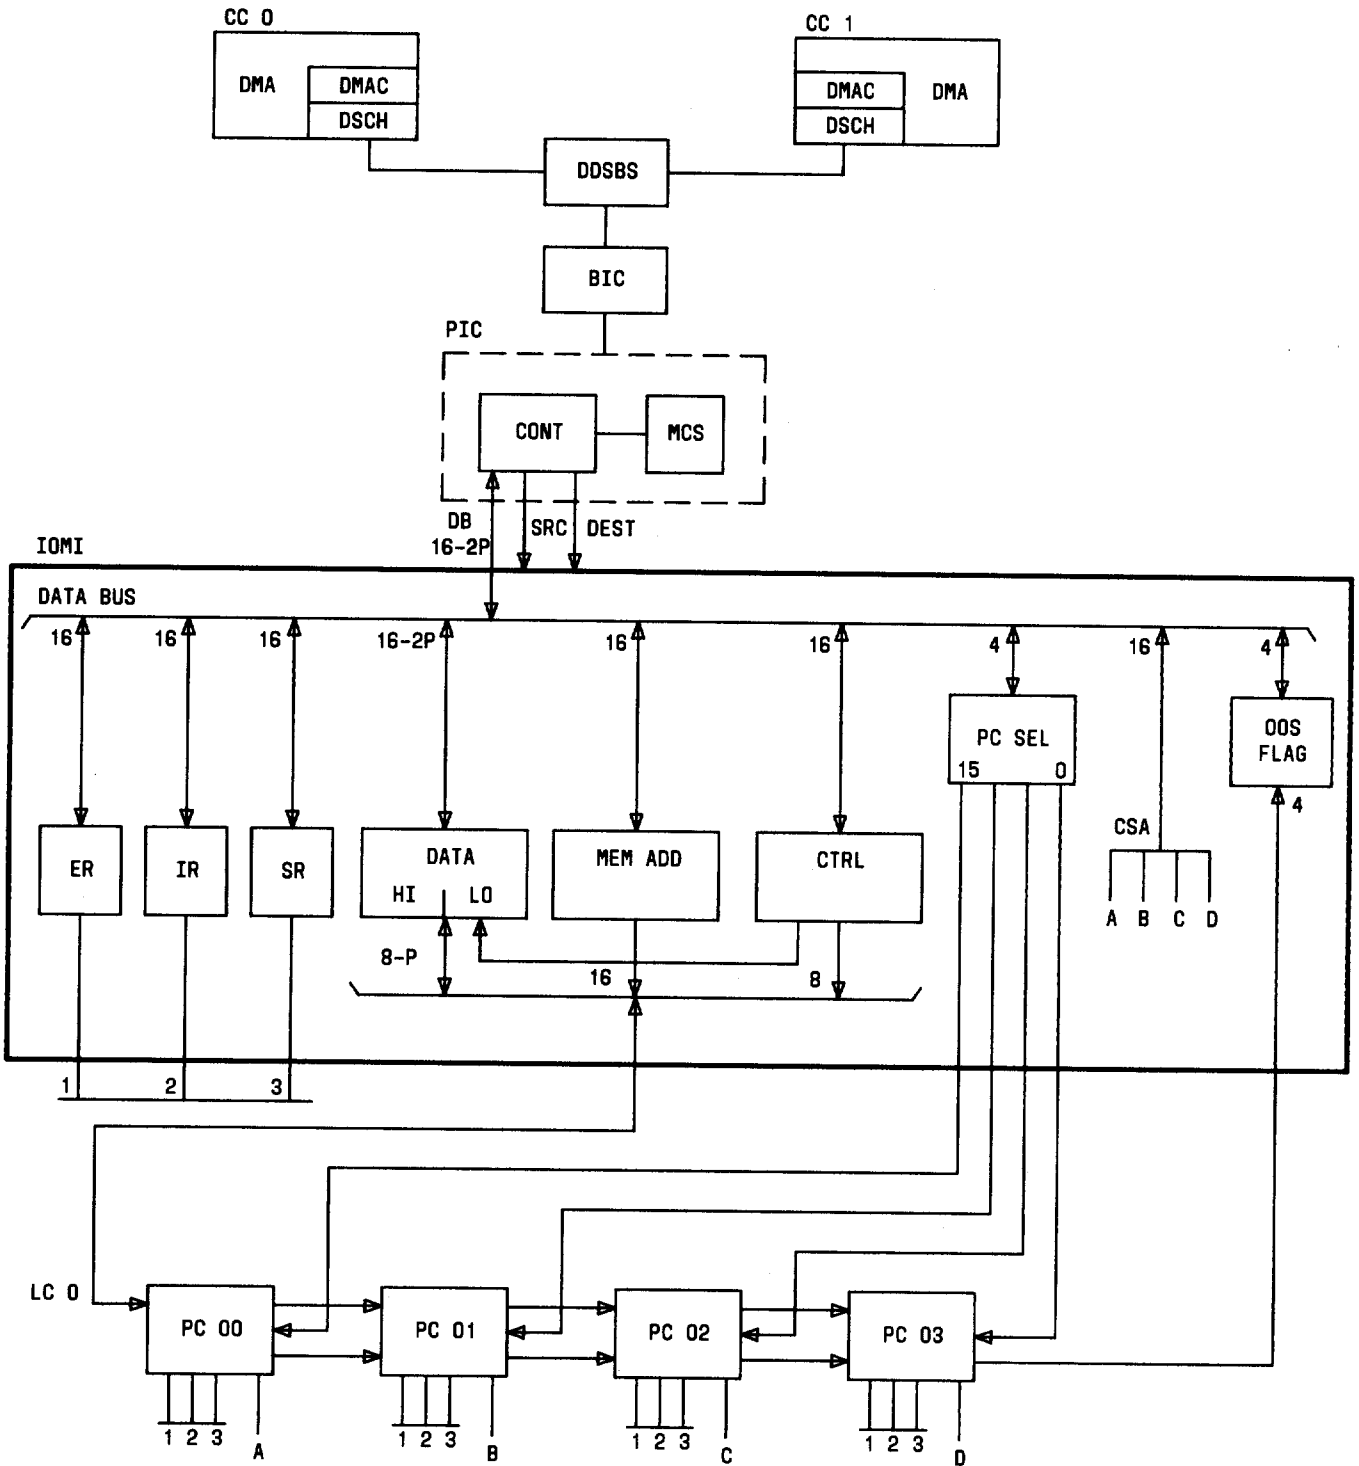 CC 0
CC 1
DMA
DMAC
DSCH
DMAC
DSCH
DMA
DDSBS
BIC
PIC
CONT
MCS
DB
16-2P
SRC
DEST
IOMI
DATA BUS
16
16
16
16-2P
16
16
4
16
4
PC SEL
15
0
OOS
FLAG
4
CSA
A B C D
ER
IR
SR
DATA
HI
LO
MEM ADD
CTRL
8-P
16
8
1
2
3
LC 0
PC 00
PC 01
PC 02
PC 03
1 2 3 A
1 2 3 B
1 2 3 C
1 2 3 D